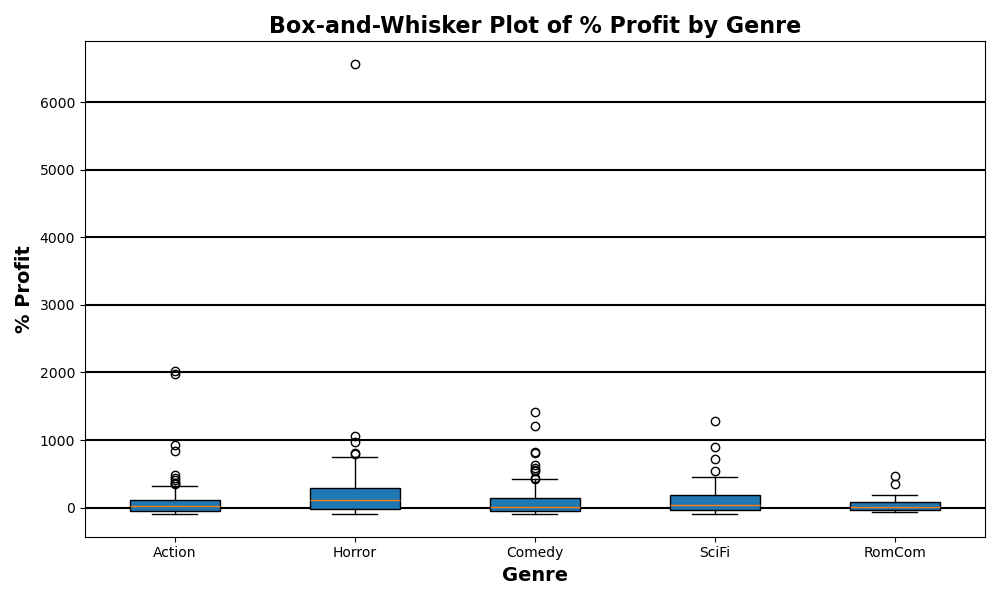 Box-and-Whisker Plot of % Profit by Genre
6000
5000
4000
3000
2000
1000
0
% Profit
Action Horror Comedy SciFi RomCom
Genre